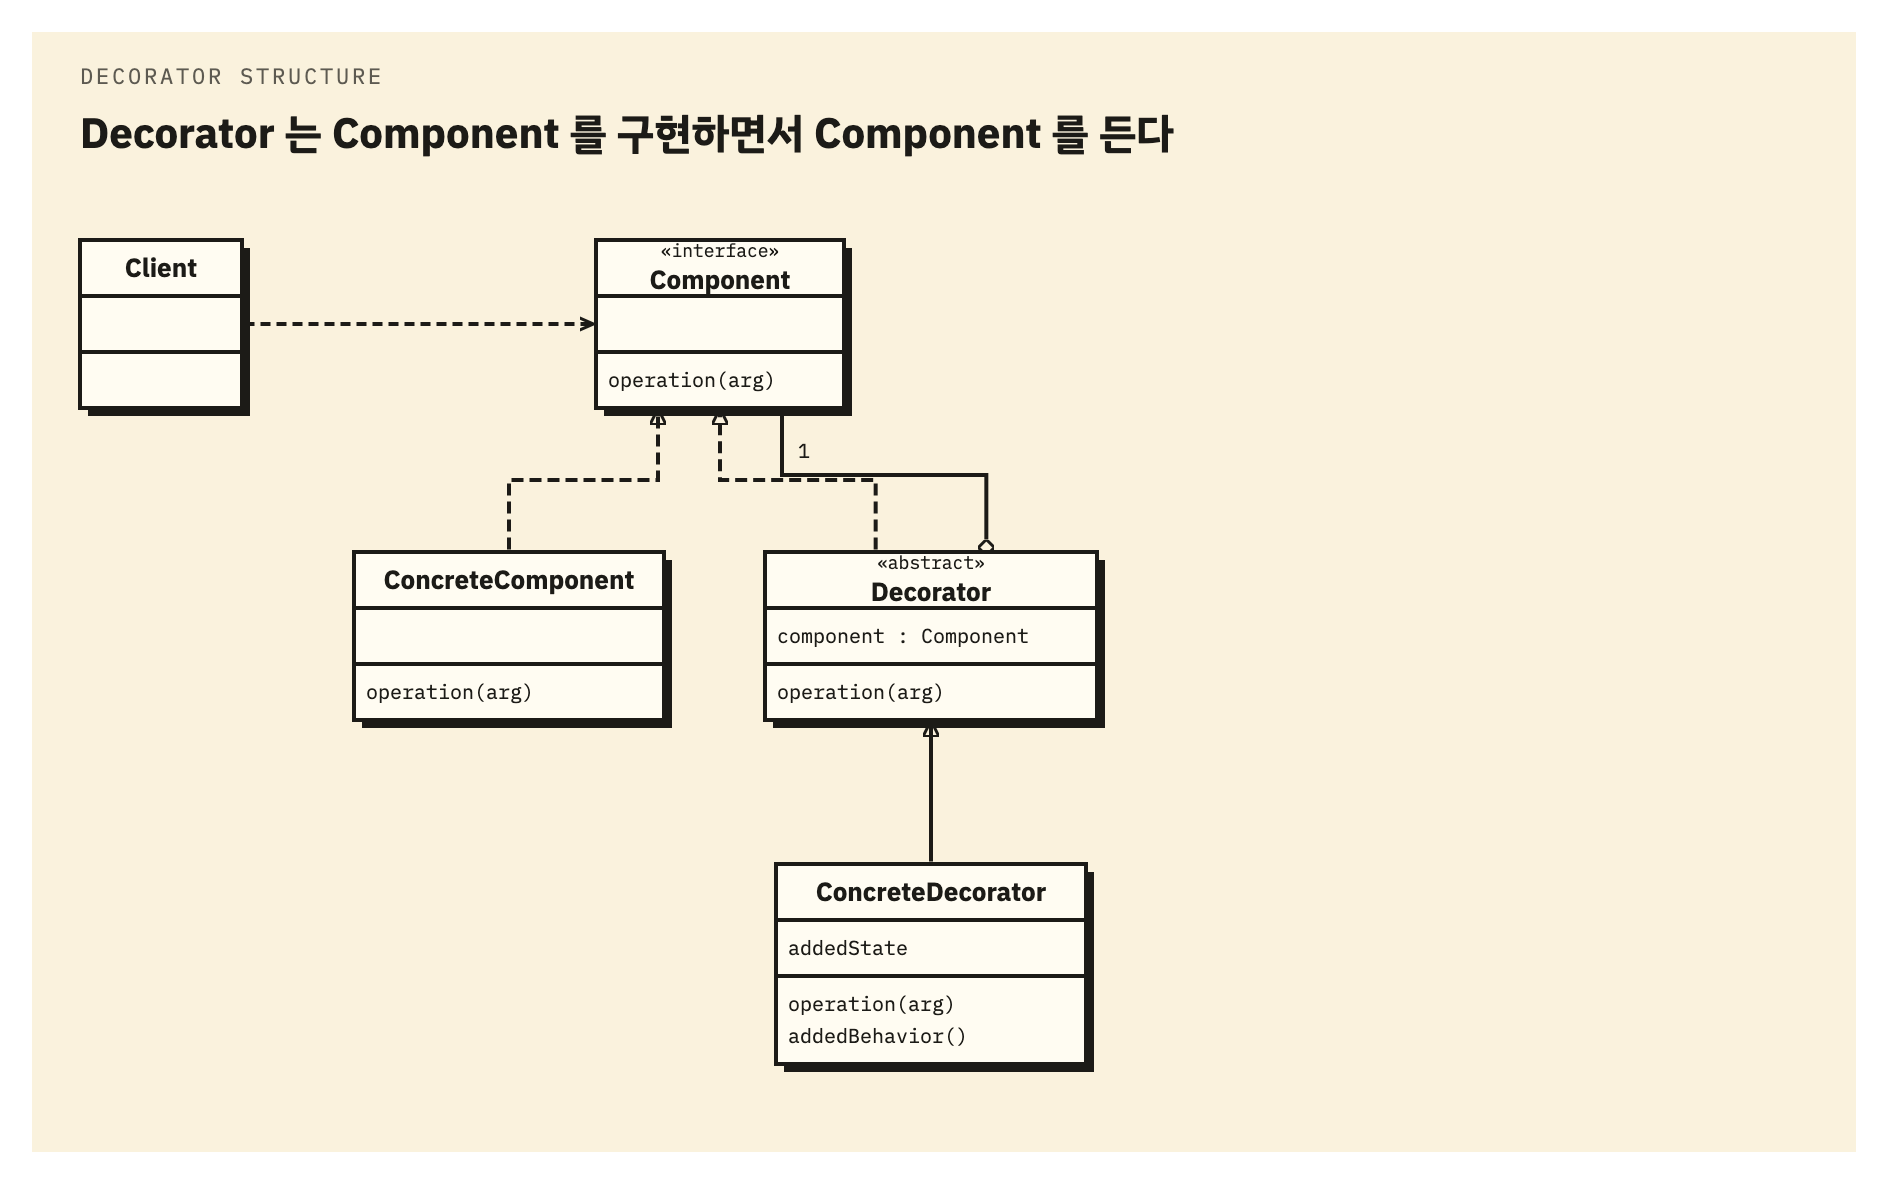 DECORATOR STRUCTURE
Decorator 는 Component 를 구현하면서 Component 를 든다
Client
«interface»
Component
operation(arg)
1
ConcreteComponent
operation(arg)
«abstract»
Decorator
component : Component
operation(arg)
ConcreteDecorator
addedState
operation(arg)
addedBehavior()